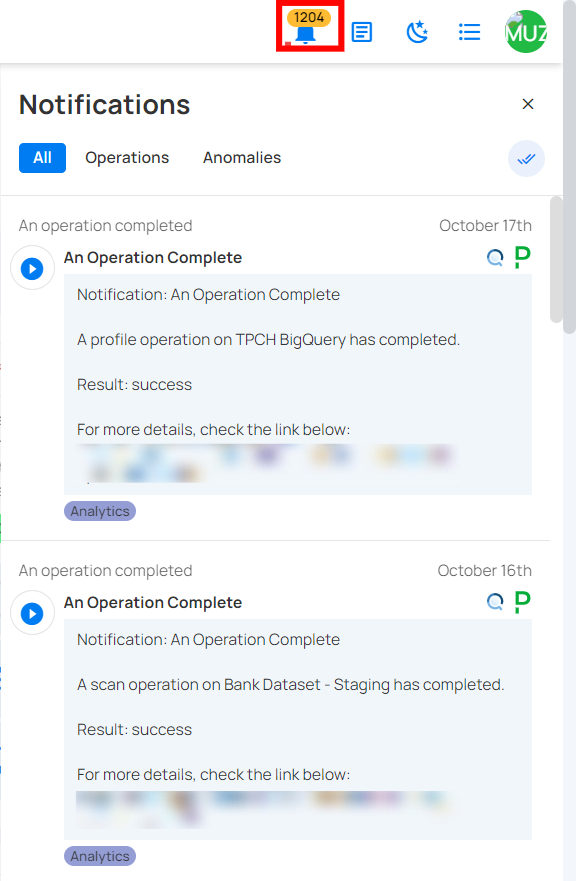 1204
MUZ
Notifications
All Operations Anomalies
An operation completed October 17th
An Operation Complete
Notification: An Operation Complete
A profile operation on TPCH BigQuery has completed.
Result: success
For more details, check the link below:
Analytics
An operation completed October 16th
An Operation Complete
Notification: An Operation Complete
A scan operation on Bank Dataset - Staging has completed.
Result: success
For more details, check the link below:
Analytics